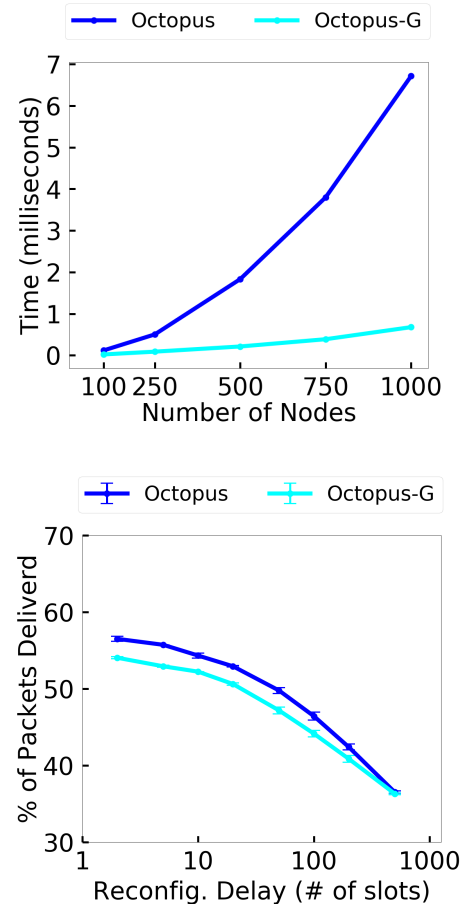 Octopus Octopus-G
7
6
5
4
3
2
1
0
Time (milliseconds)
100 250 500 750 1000
Number of Nodes
Octopus Octopus-G
70
60
50
40
30
% of Packets Deliverd
1 10 100 1000
Reconfig. Delay (# of slots)